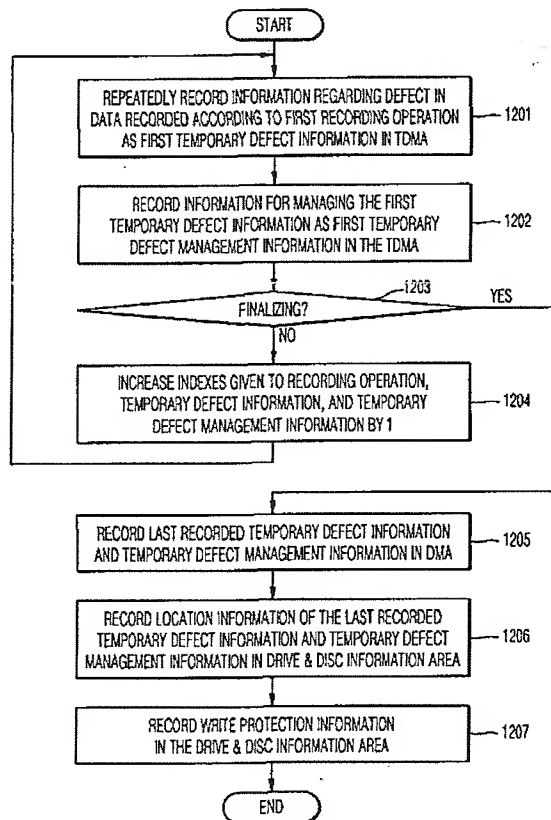 START
REPEATEDLY RECORD INFORMATION REGARDING DEFECT IN
DATA RECORDED ACCORDING TO FIRST RECORDING OPERATION
AS FIRST TEMPORARY DEFECT INFORMATION IN TDMA
1201
RECORD INFORMATION FOR MANAGING THE FIRST
TEMPORARY DEFECT INFORMATION AS FIRST TEMPORARY
DEFECT MANAGEMENT INFORMATION IN THE TDMA
1202
1203
FINALIZING?
YES
NO
INCREASE INDEXES GIVEN TO RECORDING OPERATION,
TEMPORARY DEFECT INFORMATION, AND TEMPORARY
DEFECT MANAGEMENT INFORMATION BY 1
1204
RECORD LAST RECORDED TEMPORARY DEFECT INFORMATION
AND TEMPORARY DEFECT MANAGEMENT INFORMATION IN DMA
1205
RECORD LOCATION INFORMATION OF THE LAST RECORDED
TEMPORARY DEFECT INFORMATION AND TEMPORARY DEFECT
MANAGEMENT INFORMATION IN DRIVE & DISC INFORMATION AREA
1206
RECORD WRITE PROTECTION INFORMATION
IN THE DRIVE & DISC INFORMATION AREA
1207
END